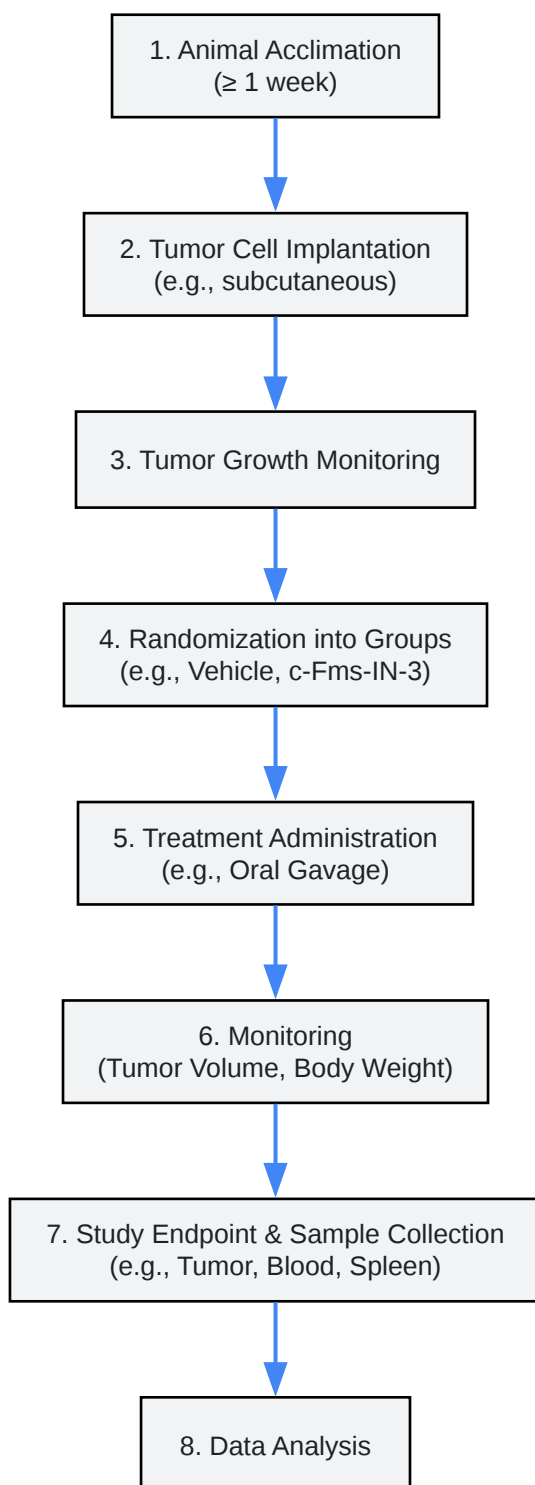 1. Animal Acclimation
(≥ 1 week)
2. Tumor Cell Implantation
(e.g., subcutaneous)
3. Tumor Growth Monitoring
4. Randomization into Groups
(e.g., Vehicle, c-Fms-IN-3)
5. Treatment Administration
(e.g., Oral Gavage)
6. Monitoring
(Tumor Volume, Body Weight)
7. Study Endpoint & Sample Collection
(e.g., Tumor, Blood, Spleen)
8. Data Analysis